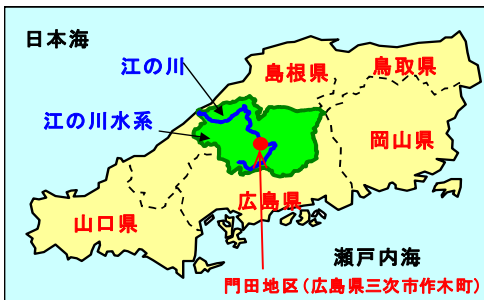 日本海
江の川
島根県
鳥取県
江の川水系
岡山県
広島県
山口県
瀬戸内海
門田地区(広島県三次市作木町)